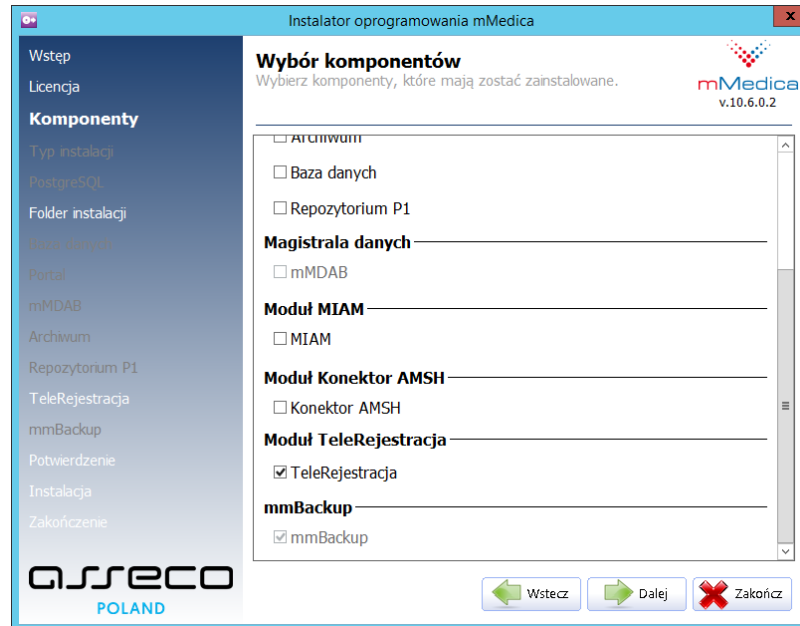 Instalator oprogramowania mMedica
x
Wstęp
Licencja
Komponenty
Typ instalacji
PostgreSQL
Folder instalacji
Baza danych
Portal
mMDAB
Archiwum
Repozytorium P1
TeleRejestracja
mmBackup
Potwierdzenie
Instalacja
Zakończenie
asseco
POLAND
Wybór komponentów
Wybierz komponenty, które mają zostać zainstalowane.
mMedica
v.10.6.0.2
Archiwum
Baza danych
Repozytorium P1
Magistrala danych
mMDAB
Moduł MIAM
MIAM
Moduł Konektor AMSH
Konektor AMSH
Moduł TeleRejestracja
TeleRejestracja
mmBackup
mmBackup
Wstecz
Dalej
Zakończ